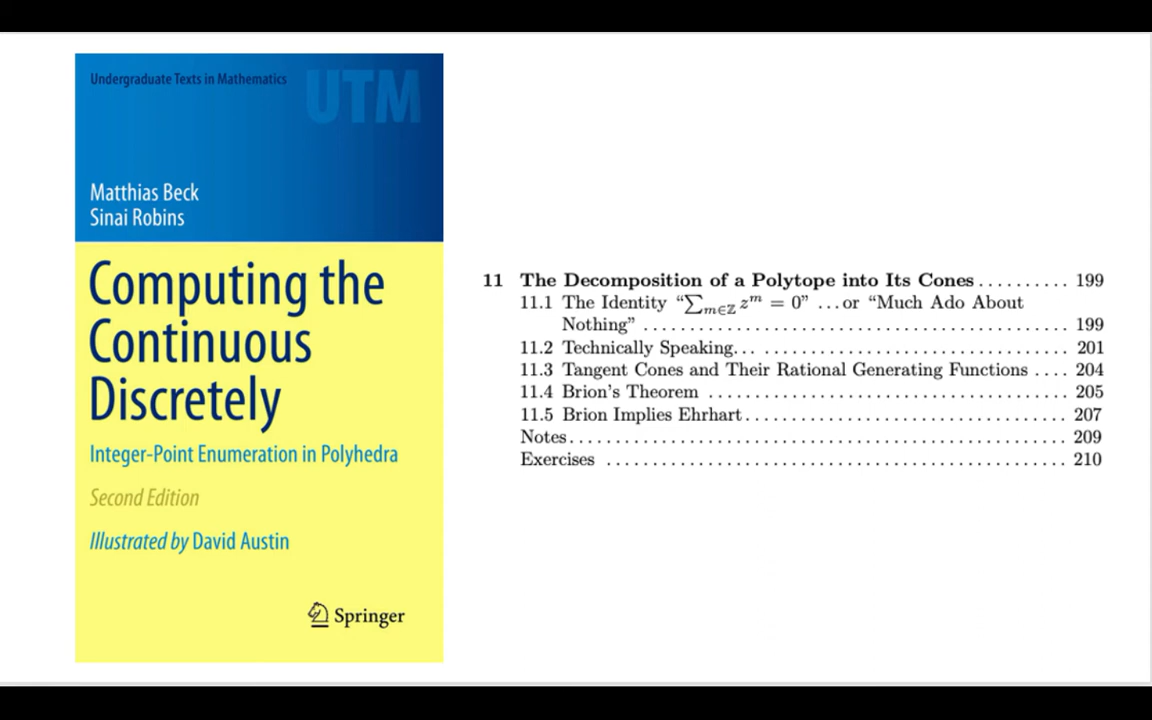 Undergraduate Texts in Mathematics
UTM
Matthias Beck
Sinai Robins
Computing the
Continuous
Discretely
Integer-Point Enumeration in Polyhedra
Second Edition
Illustrated by David Austin
Springer
11 The Decomposition of a Polytope into Its Cones . . . . . . . . . . 199
11.1 The Identity “∑_{m∈ℤ} z^m = 0” . . . or “Much Ado About
Nothing” . . . . . . . . . . . . . . . . . . . . . . . . . . . . . . . . . . . . . . . . . 199
11.2 Technically Speaking. . . . . . . . . . . . . . . . . . . . . . . . . . . . . . . 201
11.3 Tangent Cones and Their Rational Generating Functions . . . . 204
11.4 Brion’s Theorem . . . . . . . . . . . . . . . . . . . . . . . . . . . . . . . . . . . 205
11.5 Brion Implies Ehrhart . . . . . . . . . . . . . . . . . . . . . . . . . . . . . . . 207
Notes . . . . . . . . . . . . . . . . . . . . . . . . . . . . . . . . . . . . . . . . . . . . . . . . 209
Exercises . . . . . . . . . . . . . . . . . . . . . . . . . . . . . . . . . . . . . . . . . . . . 210